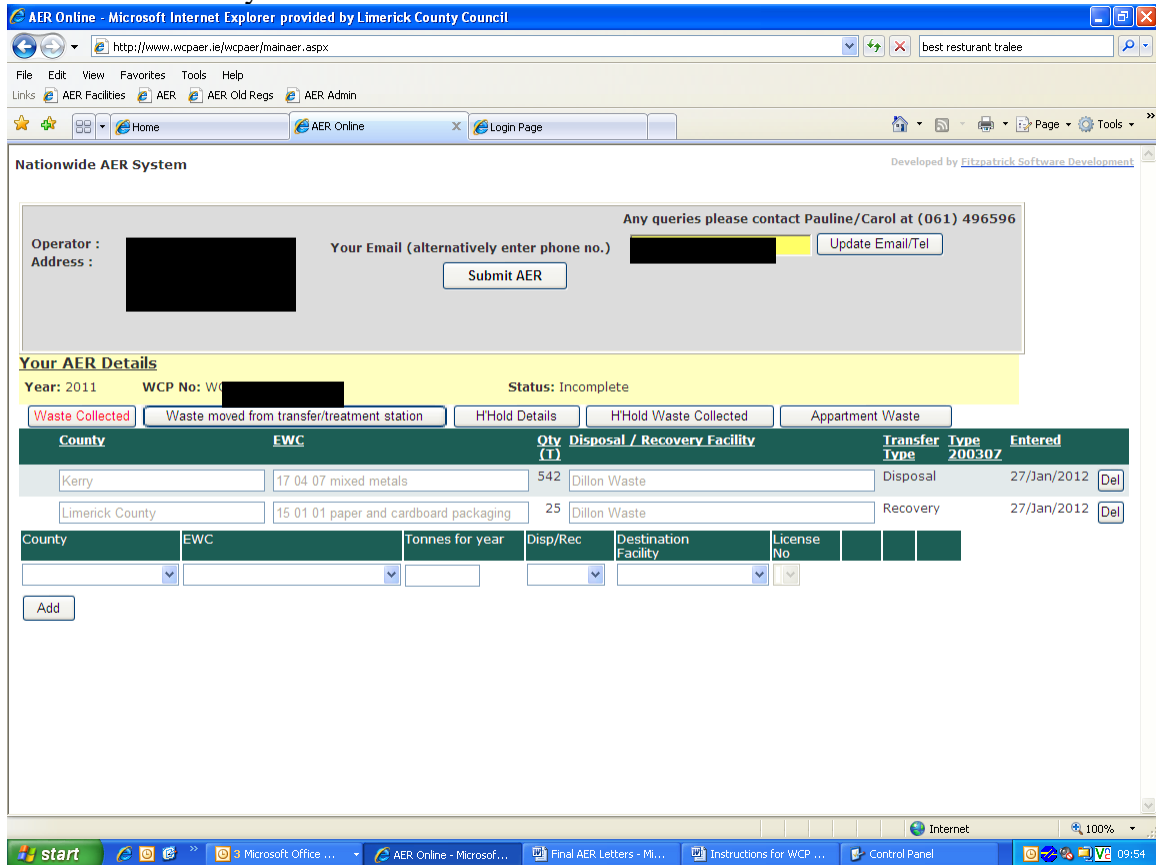 AER Online - Microsoft Internet Explorer provided by Limerick County Council
http://www.wcpaer.ie/wcpaer/mainaer.aspx best resturant tralee
File Edit View Favorites Tools Help
Links AER Facilities AER AER Old Regs AER Admin
Home AER Online x Login Page Page Tools »
Nationwide AER System Developed by Fitzpatrick Software Development
Any queries please contact Pauline/Carol at (061) 496596
Operator : Your Email (alternatively enter phone no.) Update Email/Tel
Address :
Submit AER
Your AER Details
Year: 2011 WCP No: WC Status: Incomplete
Waste Collected Waste moved from transfer/treatment station H'Hold Details H'Hold Waste Collected Appartment Waste
County EWC Qty (T) Disposal / Recovery Facility Transfer Type Type 200307 Entered
Kerry 17 04 07 mixed metals 542 Dillon Waste Disposal 27/Jan/2012 Del
Limerick County 15 01 01 paper and cardboard packaging 25 Dillon Waste Recovery 27/Jan/2012 Del
County EWC Tonnes for year Disp/Rec Destination Facility License No
Add
Internet 100%
start » 3 Microsoft Office ... AER Online - Microsof... Final AER Letters - Mi... Instructions for WCP ... Control Panel 09:54